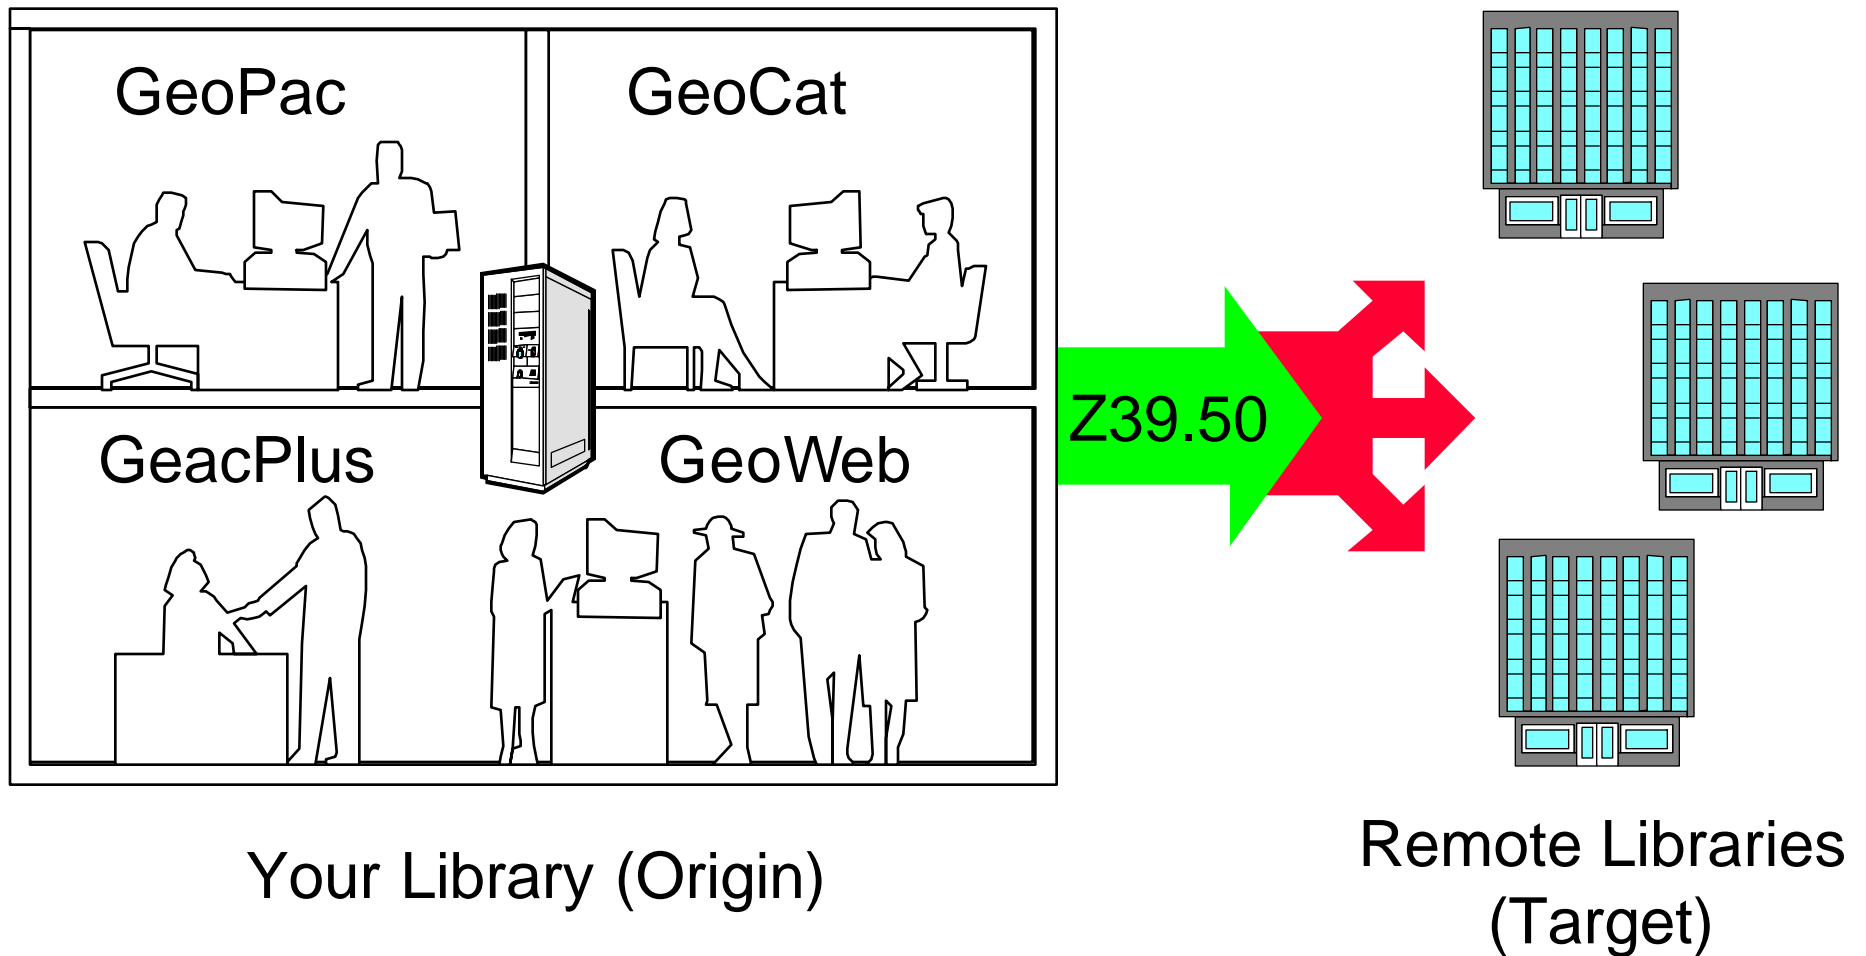 GeoPac
GeoCat
GeacPlus
GeoWeb
Z39.50
Your Library (Origin)
Remote Libraries
(Target)